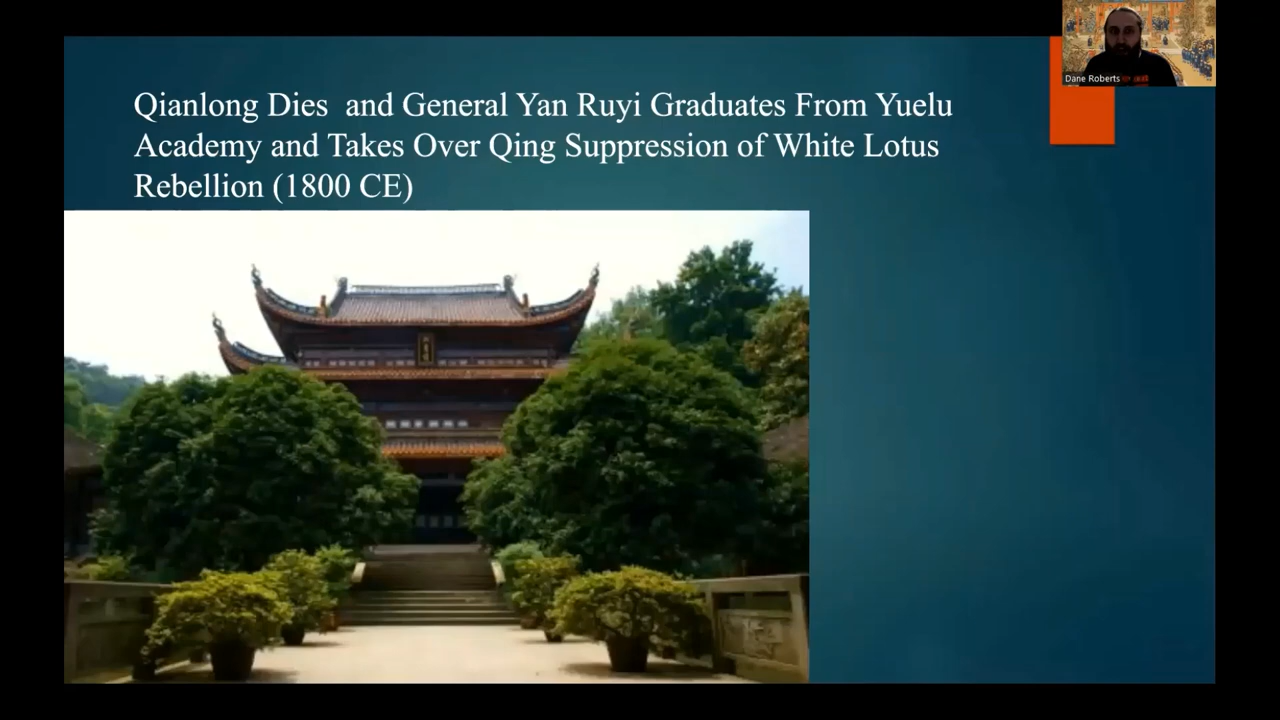 Qianlong Dies  and General Yan Ruyi Graduates From Yuelu
Academy and Takes Over Qing Suppression of White Lotus
Rebellion (1800 CE)
Dane Roberts